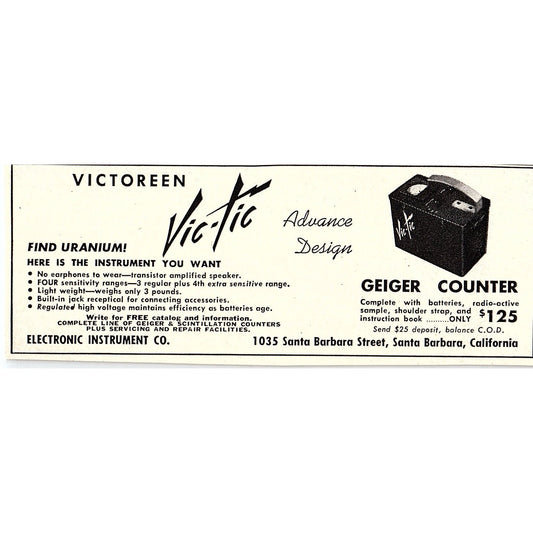 VICTOREEN
Vic-Tic
Advance
Design
FIND URANIUM!
HERE IS THE INSTRUMENT YOU WANT
• No earphones to wear—transistor amplified speaker.
• FOUR sensitivity ranges—3 regular plus 4th extra sensitive range.
• Light weight—weighs only 3 pounds.
• Built-in jack receptical for connecting accessories.
• Regulated high voltage maintains efficiency as batteries age.
Write for FREE catalog and information.
COMPLETE LINE OF GEIGER & SCINTILLATION COUNTERS
PLUS SERVICING AND REPAIR FACILITIES.
Vic-Tic
GEIGER COUNTER
Complete with batteries, radio-active
sample, shoulder strap, and
instruction book ..........ONLY $125
Send $25 deposit, balance C.O.D.
ELECTRONIC INSTRUMENT CO. 1035 Santa Barbara Street, Santa Barbara, California